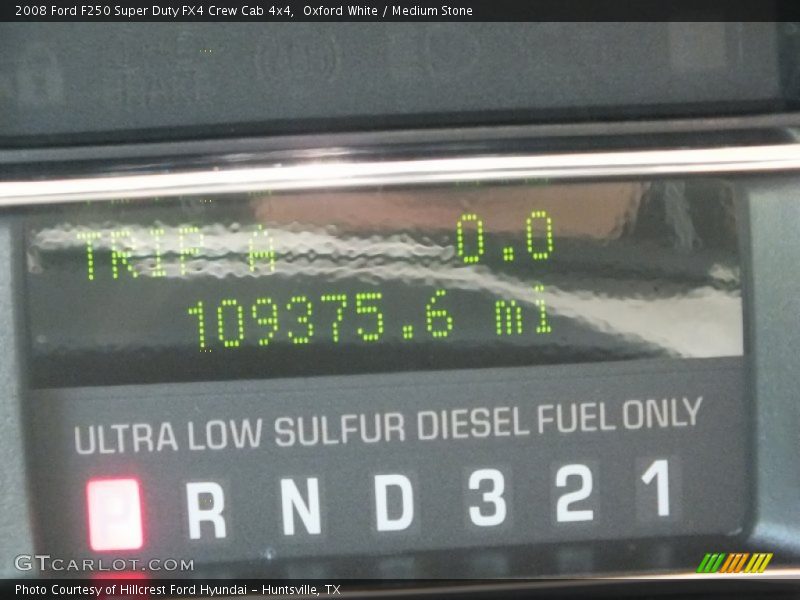 2008 Ford F250 Super Duty FX4 Crew Cab 4x4,  Oxford White / Medium Stone
TRIP A 0.0
109375.6 mi
ULTRA LOW SULFUR DIESEL FUEL ONLY
P R N D 3 2 1
GTCARLOT.COM
Photo Courtesy of Hillcrest Ford Hyundai - Huntsville, TX